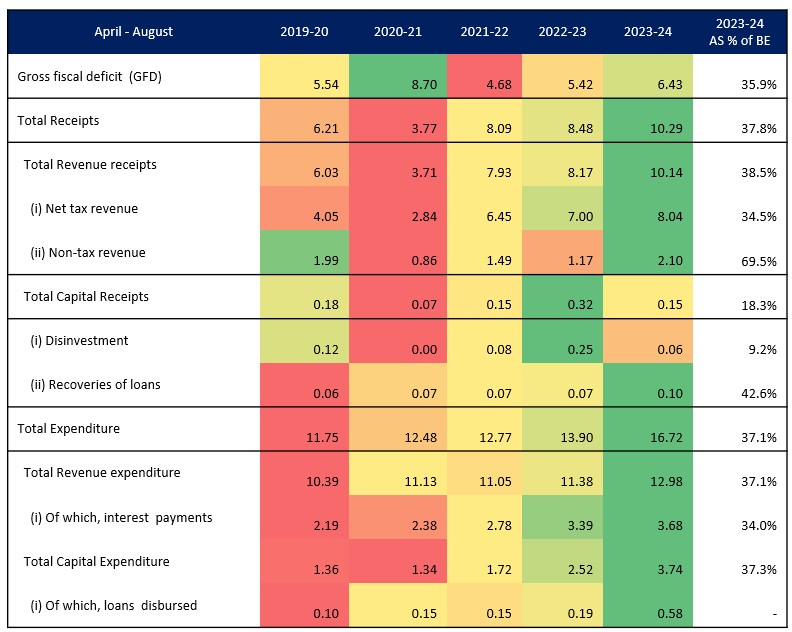 April - August 2019-20 2020-21 2021-22 2022-23 2023-24 2023-24 AS % of BE
Gross fiscal deficit (GFD) 5.54 8.70 4.68 5.42 6.43 35.9%
Total Receipts 6.21 3.77 8.09 8.48 10.29 37.8%
Total Revenue receipts 6.03 3.71 7.93 8.17 10.14 38.5%
(i) Net tax revenue 4.05 2.84 6.45 7.00 8.04 34.5%
(ii) Non-tax revenue 1.99 0.86 1.49 1.17 2.10 69.5%
Total Capital Receipts 0.18 0.07 0.15 0.32 0.15 18.3%
(i) Disinvestment 0.12 0.00 0.08 0.25 0.06 9.2%
(ii) Recoveries of loans 0.06 0.07 0.07 0.07 0.10 42.6%
Total Expenditure 11.75 12.48 12.77 13.90 16.72 37.1%
Total Revenue expenditure 10.39 11.13 11.05 11.38 12.98 37.1%
(i) Of which, interest payments 2.19 2.38 2.78 3.39 3.68 34.0%
Total Capital Expenditure 1.36 1.34 1.72 2.52 3.74 37.3%
(i) Of which, loans disbursed 0.10 0.15 0.15 0.19 0.58 -